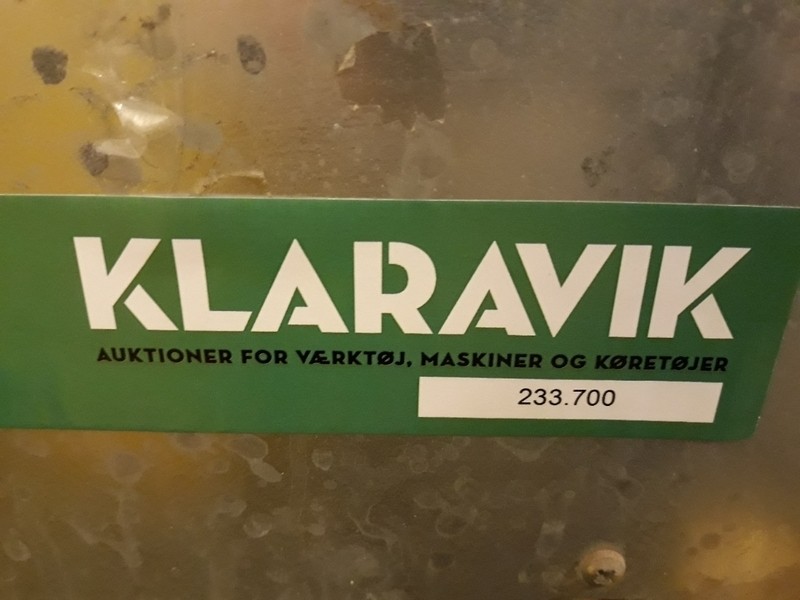 KLARAVIK
AUKTIONER FOR VÆRKTØJ, MASKINER OG KØRETØJER
233.700